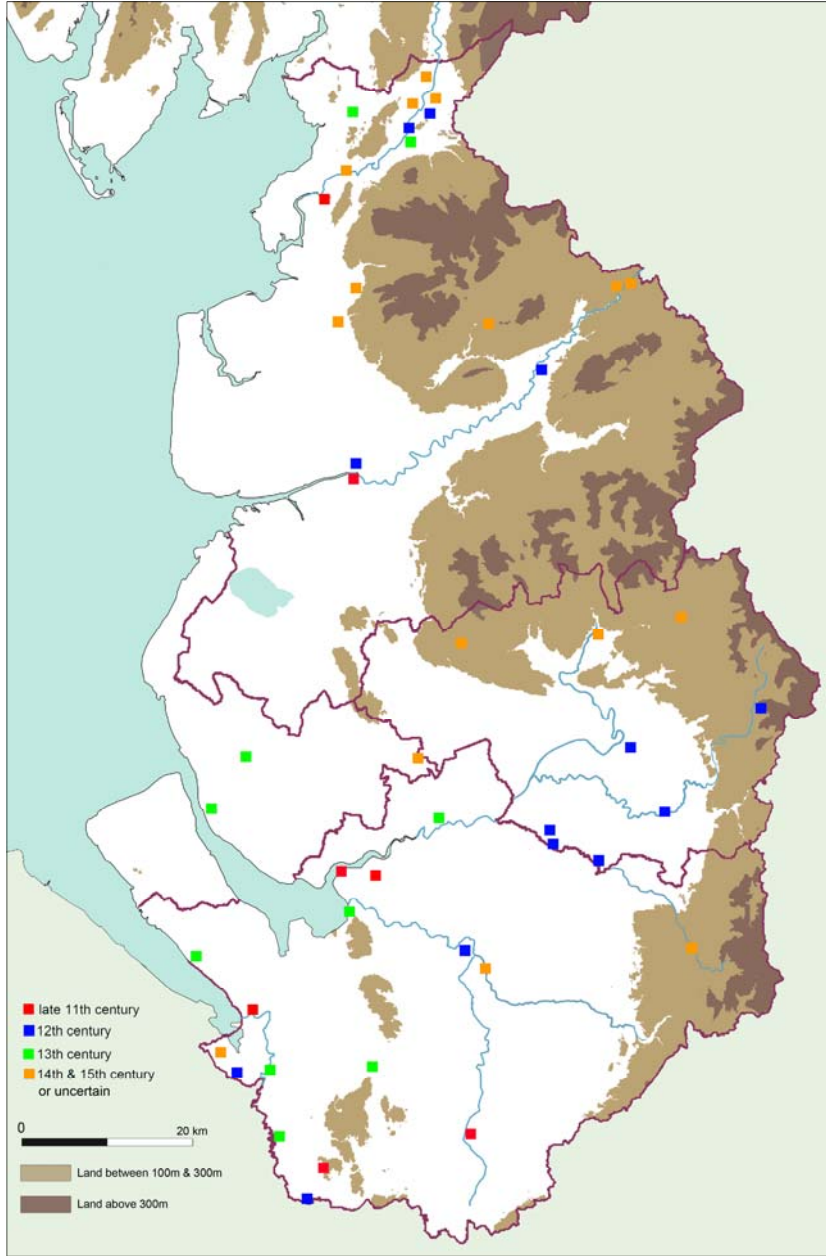 late 11th century
12th century
13th century
14th & 15th century
or uncertain
0 20 km
Land between 100m & 300m
Land above 300m